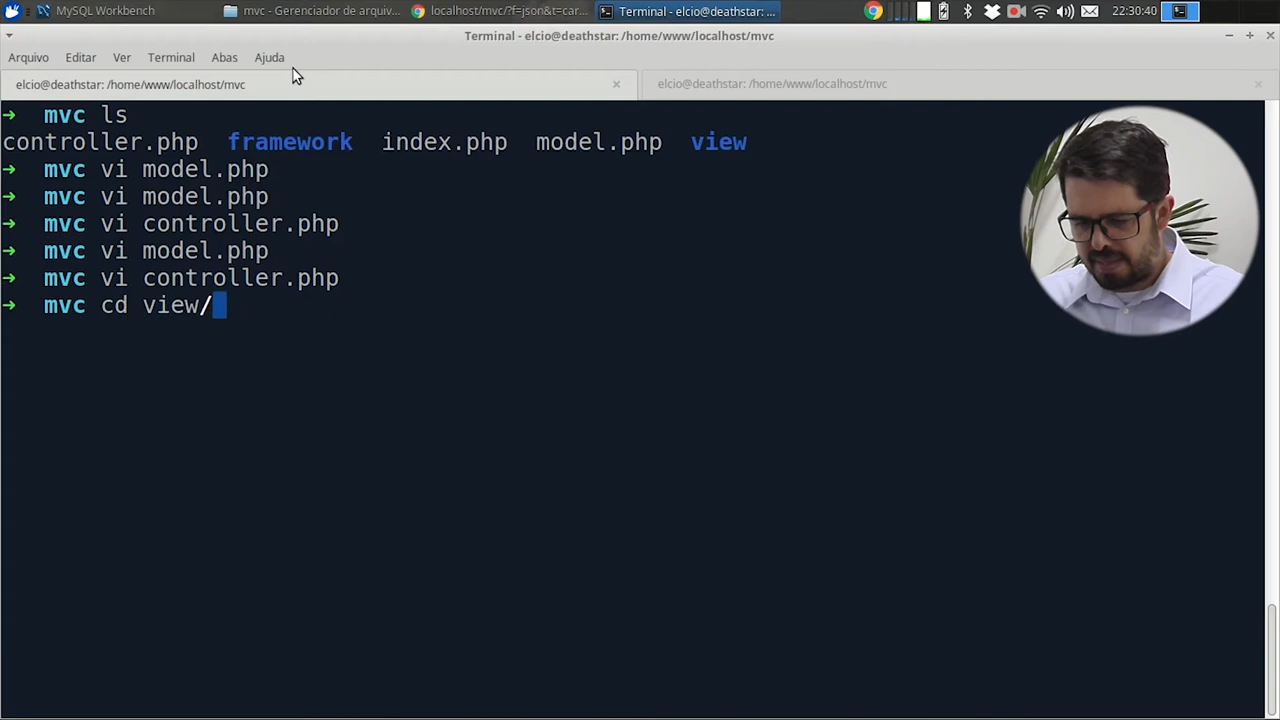 MySQL Workbench
mvc - Gerenciador de arquiv...
localhost/mvc/?f=json&t=car...
Terminal - elcio@deathstar: ...
22:30:40
Terminal - elcio@deathstar: /home/www/localhost/mvc
Arquivo Editar Ver Terminal Abas Ajuda
elcio@deathstar: /home/www/localhost/mvc
elcio@deathstar: /home/www/localhost/mvc
➜ mvc ls
controller.php framework index.php model.php view
➜ mvc vi model.php
➜ mvc vi model.php
➜ mvc vi controller.php
➜ mvc vi model.php
➜ mvc vi controller.php
➜ mvc cd view/